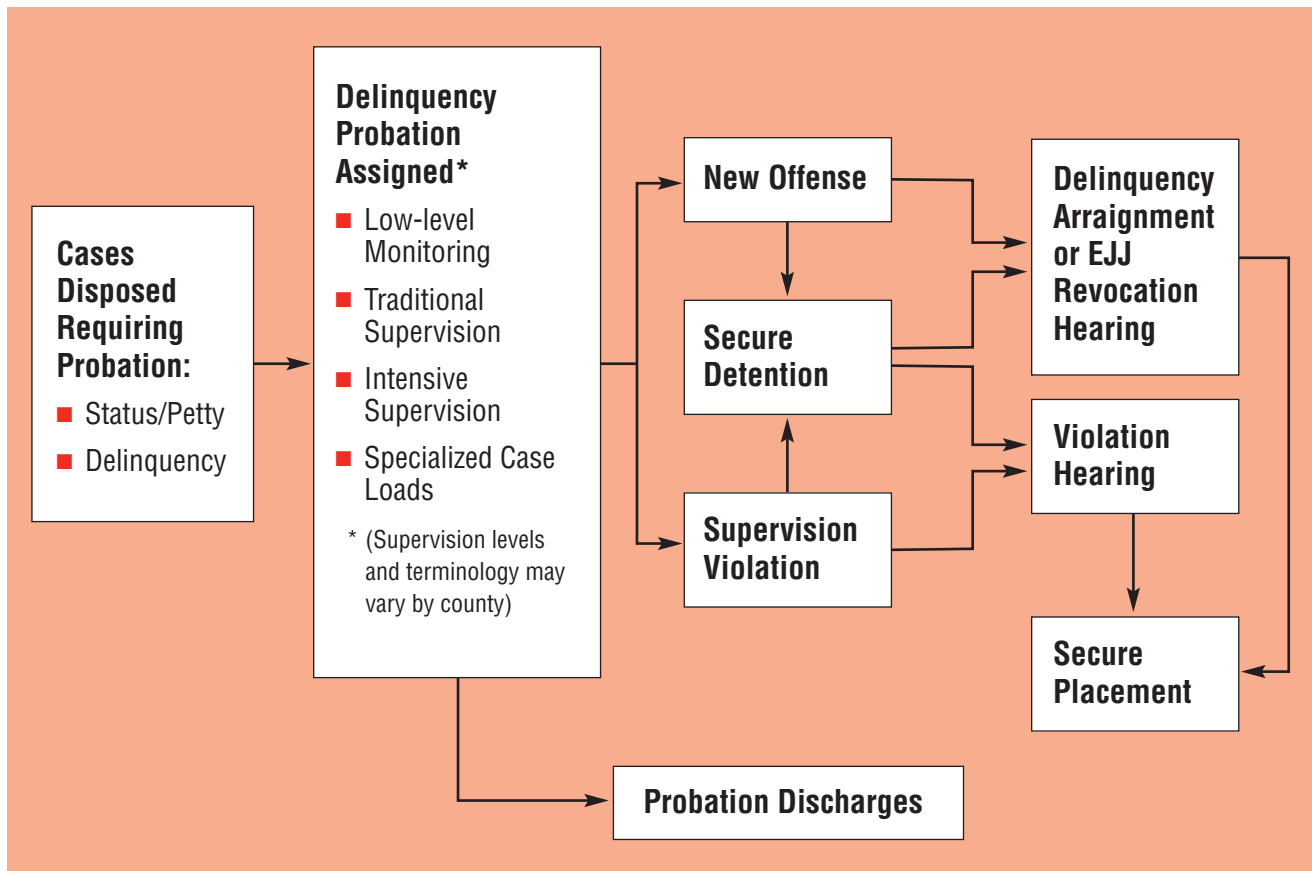 Cases
Disposed
Requiring
Probation:
Status/Petty
Delinquency
Delinquency
Probation
Assigned*
Low-level
Monitoring
Traditional
Supervision
Intensive
Supervision
Specialized Case
Loads
* (Supervision levels
and terminology may
vary by county)
New Offense
Secure
Detention
Supervision
Violation
Delinquency
Arraignment
or EJJ
Revocation
Hearing
Violation
Hearing
Secure
Placement
Probation Discharges